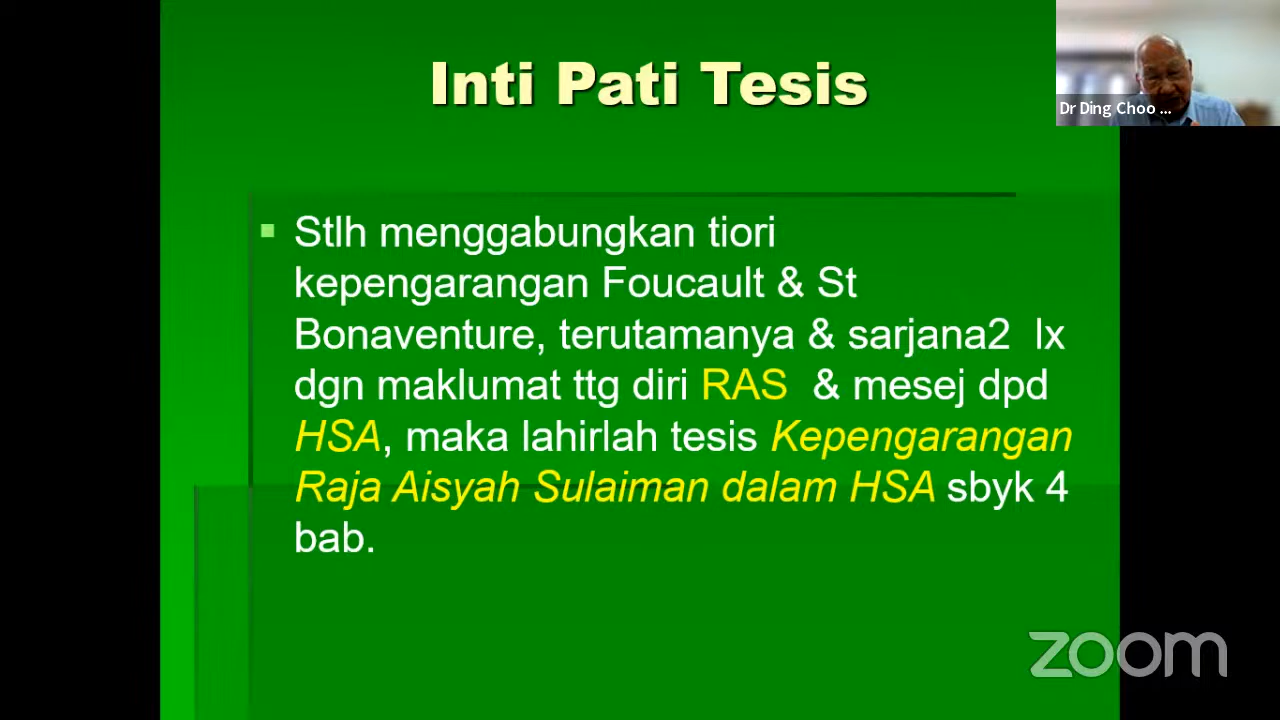 Inti Pati Tesis
Dr Ding Choo ...
Stlh menggabungkan tiori
kepengarangan Foucault & St
Bonaventure, terutamanya & sarjana2 lx
dgn maklumat ttg diri RAS & mesej dpd
HSA, maka lahirlah tesis Kepengarangan
Raja Aisyah Sulaiman dalam HSA sbyk 4
bab.
zoom